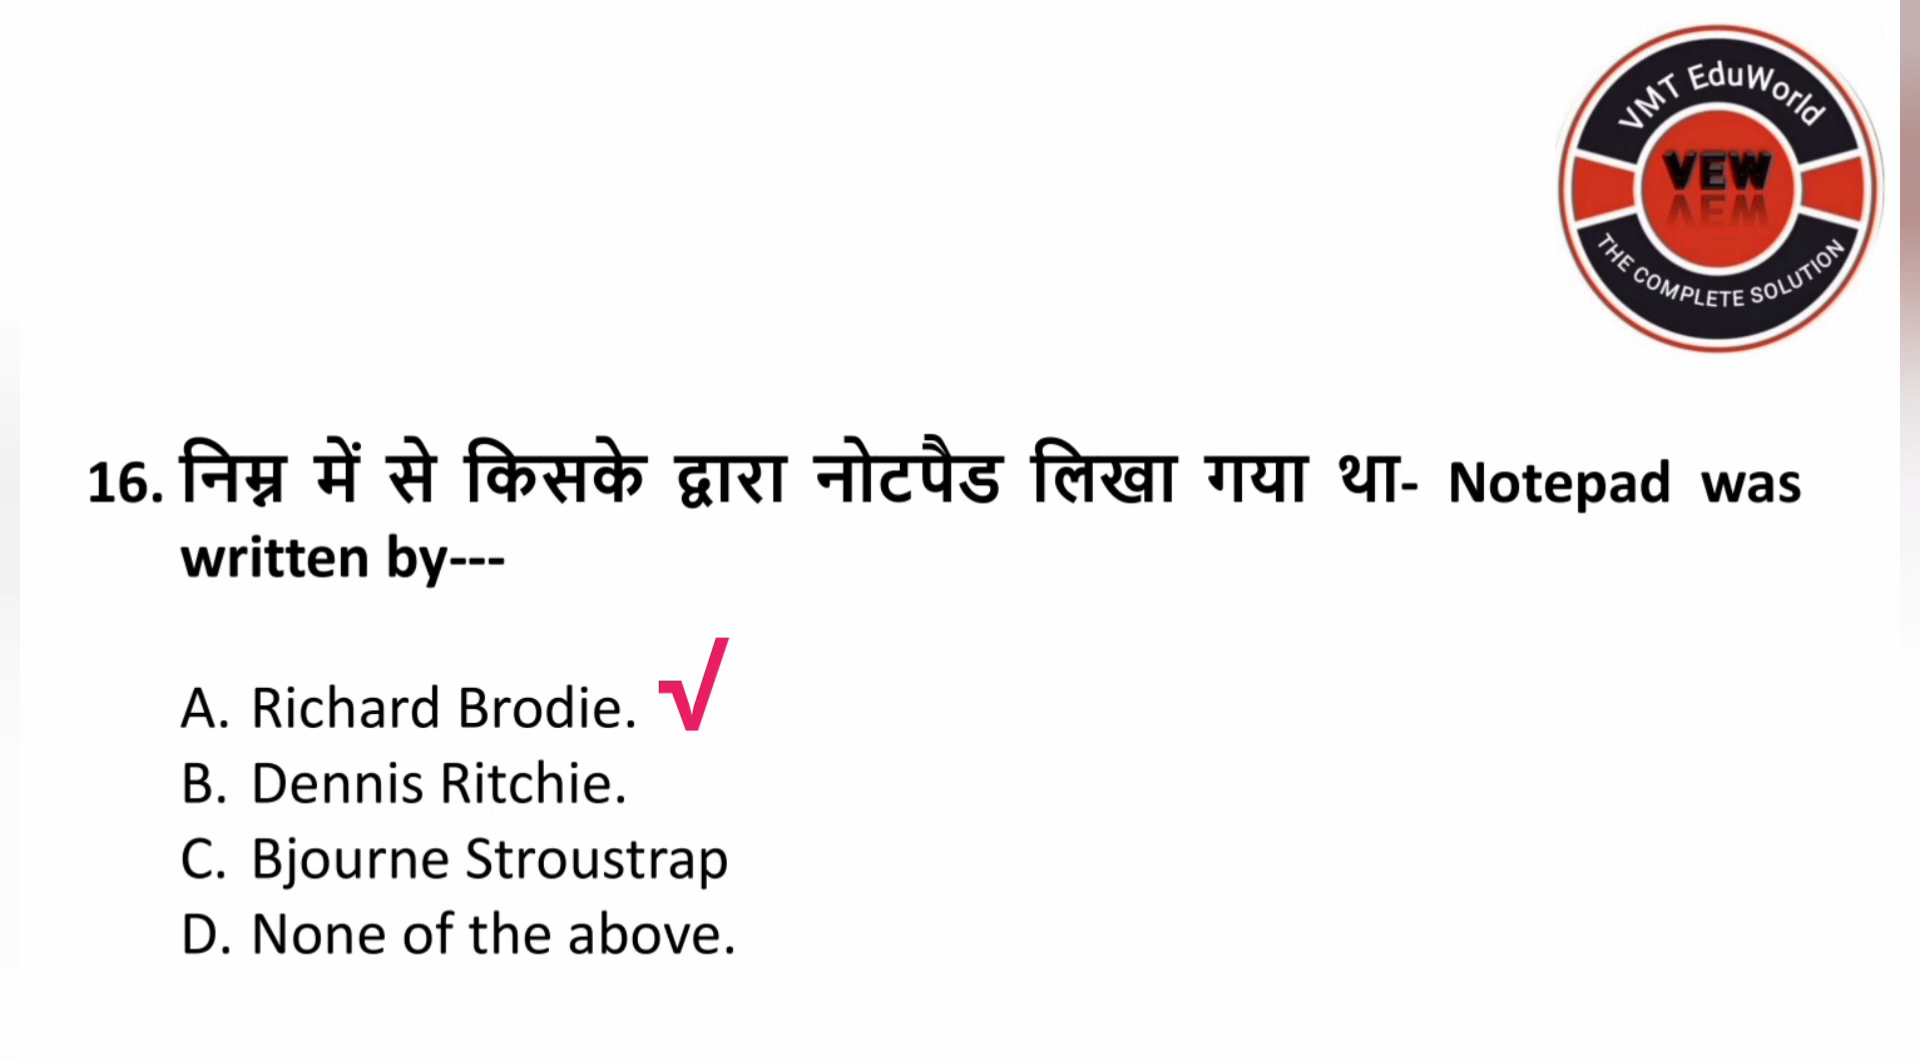 VMT EduWorld
VEW
THE COMPLETE SOLUTION
16. निम्न में से किसके द्वारा नोटपैड लिखा गया था- Notepad was
written by---
A. Richard Brodie. √
B. Dennis Ritchie.
C. Bjourne Stroustrap
D. None of the above.